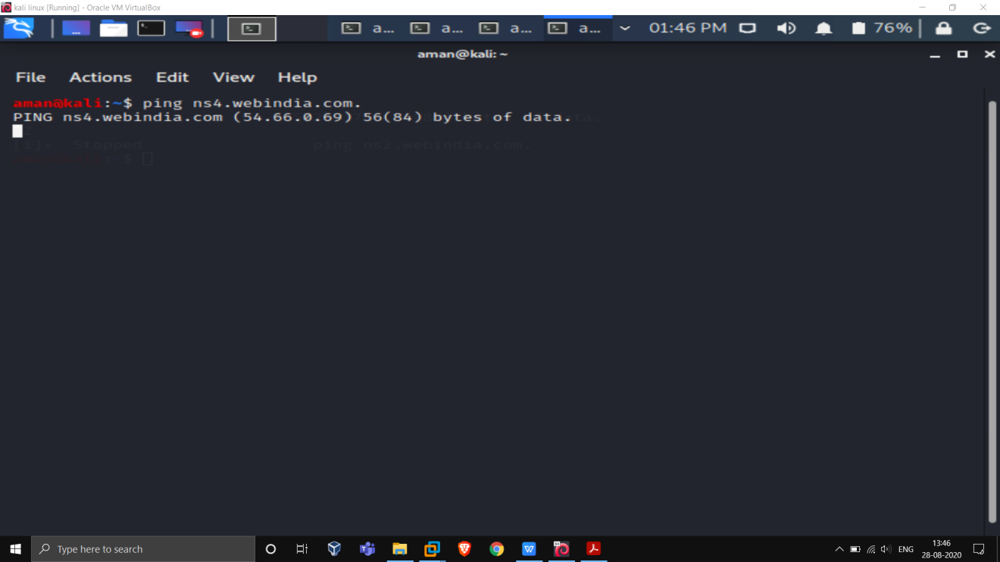 kali linux [Running] - Oracle VM VirtualBox
a... a... a... a... 01:46 PM 76%
aman@kali: ~
File Actions Edit View Help
aman@kali:~$ ping ns4.webindia.com.
PING ns4.webindia.com (54.66.0.69) 56(84) bytes of data.
[1]+ Stopped ping ns2.webindia.com.
Type here to search
ENG
13:46
28-08-2020